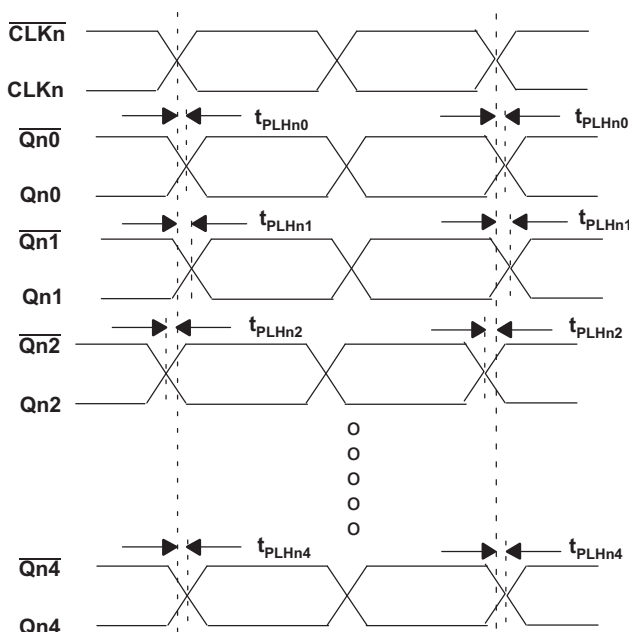 CLKn
CLKn
tPLHn0 tPLHn0
Qn0
Qn0
tPLHn1 tPLHn1
Qn1
Qn1
tPLHn2 tPLHn2
Qn2
Qn2
o
o
o
o
o
tPLHn4 tPLHn4
Qn4
Qn4